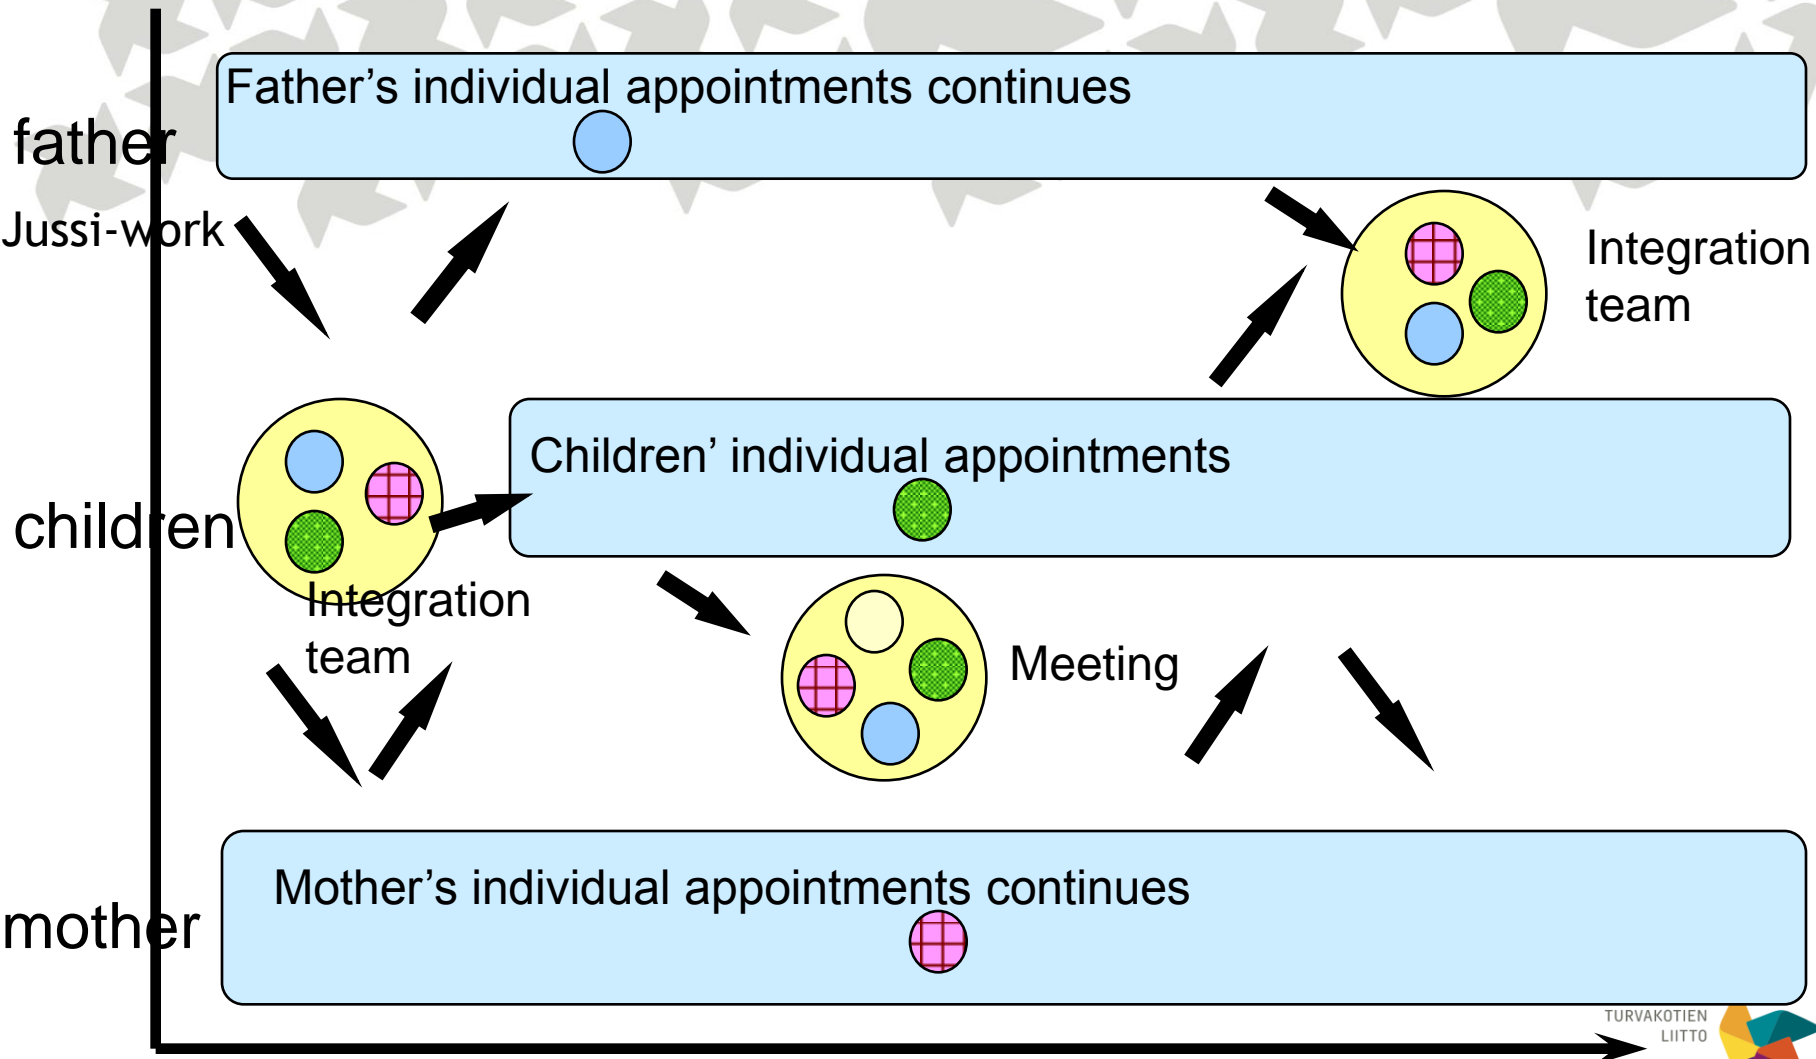 Father’s individual appointments continues
father
Jussi-work
Integration
team
Children’ individual appointments
children
Integration
team
Meeting
Mother’s individual appointments continues
mother
TURVAKOTIEN
LIITTO